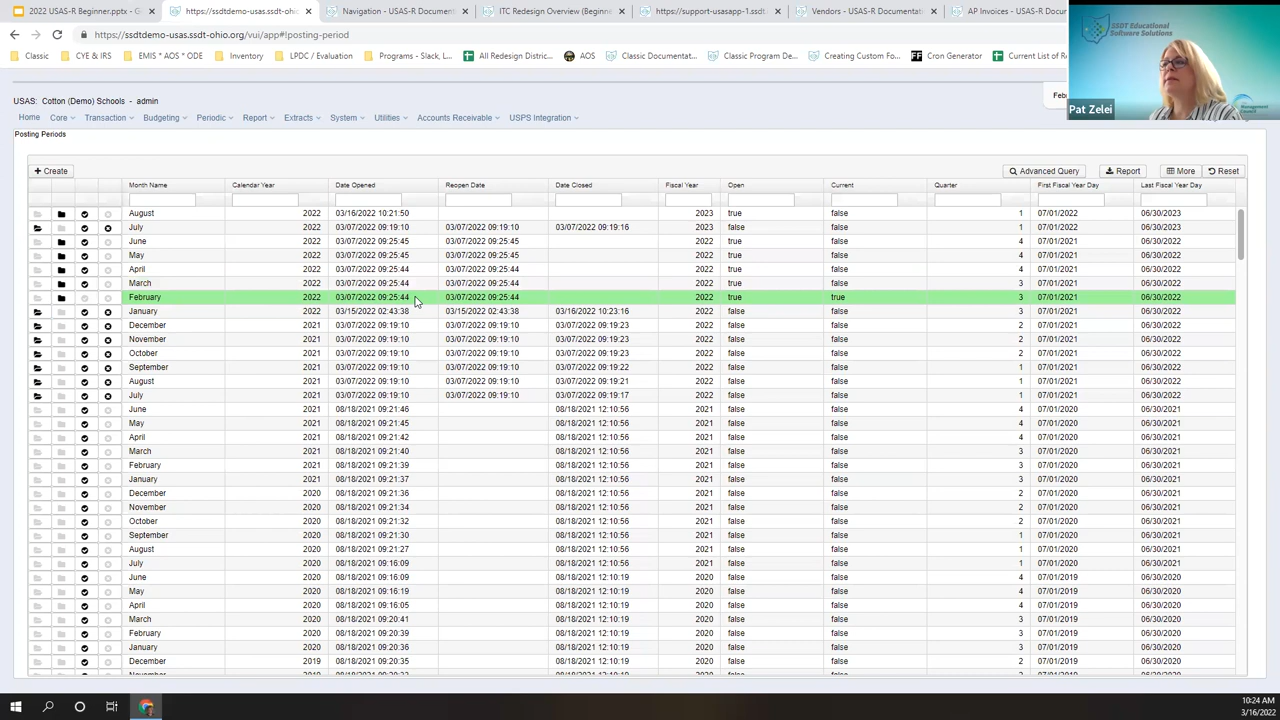 2022 USAS-R Beginner.pptx - G
https://ssdtdemo-usas.ssdt-ohi
Navigation - USAS-R Document
ITC Redesign Overview (Beginne
https://support-usasapp-1.ssdt
Vendors - USAS-R Documentati
AP Invoices - USAS-R Docum
https://ssdtdemo-usas.ssdt-ohio.org/vui/app#!posting-period
Classic
CYE & IRS
EMIS * AOS * ODE
Inventory
LPDC / Evaluation
Programs - Slack, L...
All Redesign Distric...
AOS
Classic Documentat...
Classic Program De...
Creating Custom Fo...
Cron Generator
Current List of Re
SSDT Educational
Software Solutions
Management
Council
Pat Zelei
USAS: Cotton (Demo) Schools - admin
Home Core Transaction Budgeting Periodic Report Extracts System Utilities Accounts Receivable USPS Integration
Posting Periods
Create
Advanced Query Report More Reset
Month Name Calendar Year Date Opened Reopen Date Date Closed Fiscal Year Open Current Quarter First Fiscal Year Day Last Fiscal Year Day
August 2022 03/16/2022 10:21:50 2023 true false 1 07/01/2022 06/30/2023
July 2022 03/07/2022 09:19:10 03/07/2022 09:19:10 03/07/2022 09:19:16 2023 false false 1 07/01/2022 06/30/2023
June 2022 03/07/2022 09:25:45 03/07/2022 09:25:45 2022 true false 4 07/01/2021 06/30/2022
May 2022 03/07/2022 09:25:45 03/07/2022 09:25:45 2022 true false 4 07/01/2021 06/30/2022
April 2022 03/07/2022 09:25:44 03/07/2022 09:25:44 2022 true false 4 07/01/2021 06/30/2022
March 2022 03/07/2022 09:25:44 03/07/2022 09:25:44 2022 true false 3 07/01/2021 06/30/2022
February 2022 03/07/2022 09:25:44 03/07/2022 09:25:44 2022 true true 3 07/01/2021 06/30/2022
January 2022 03/15/2022 02:43:38 03/15/2022 02:43:38 03/16/2022 10:23:16 2022 false false 3 07/01/2021 06/30/2022
December 2021 03/07/2022 09:19:10 03/07/2022 09:19:10 03/07/2022 09:19:23 2022 false false 2 07/01/2021 06/30/2022
November 2021 03/07/2022 09:19:10 03/07/2022 09:19:10 03/07/2022 09:19:23 2022 false false 2 07/01/2021 06/30/2022
October 2021 03/07/2022 09:19:10 03/07/2022 09:19:10 03/07/2022 09:19:23 2022 false false 2 07/01/2021 06/30/2022
September 2021 03/07/2022 09:19:10 03/07/2022 09:19:10 03/07/2022 09:19:22 2022 false false 1 07/01/2021 06/30/2022
August 2021 03/07/2022 09:19:10 03/07/2022 09:19:10 03/07/2022 09:19:21 2022 false false 1 07/01/2021 06/30/2022
July 2021 03/07/2022 09:19:10 03/07/2022 09:19:10 03/07/2022 09:19:17 2022 false false 1 07/01/2021 06/30/2022
June 2021 08/18/2021 09:21:46 08/18/2021 12:10:56 2021 false false 4 07/01/2020 06/30/2021
May 2021 08/18/2021 09:21:45 08/18/2021 12:10:56 2021 false false 4 07/01/2020 06/30/2021
April 2021 08/18/2021 09:21:42 08/18/2021 12:10:56 2021 false false 4 07/01/2020 06/30/2021
March 2021 08/18/2021 09:21:40 08/18/2021 12:10:56 2021 false false 3 07/01/2020 06/30/2021
February 2021 08/18/2021 09:21:39 08/18/2021 12:10:56 2021 false false 3 07/01/2020 06/30/2021
January 2021 08/18/2021 09:21:37 08/18/2021 12:10:56 2021 false false 3 07/01/2020 06/30/2021
December 2020 08/18/2021 09:21:36 08/18/2021 12:10:56 2021 false false 2 07/01/2020 06/30/2021
November 2020 08/18/2021 09:21:34 08/18/2021 12:10:56 2021 false false 2 07/01/2020 06/30/2021
October 2020 08/18/2021 09:21:32 08/18/2021 12:10:56 2021 false false 2 07/01/2020 06/30/2021
September 2020 08/18/2021 09:21:30 08/18/2021 12:10:56 2021 false false 1 07/01/2020 06/30/2021
August 2020 08/18/2021 09:21:27 08/18/2021 12:10:56 2021 false false 1 07/01/2020 06/30/2021
July 2020 08/18/2021 09:16:09 08/18/2021 12:10:56 2021 false false 1 07/01/2020 06/30/2021
June 2020 08/18/2021 09:16:09 08/18/2021 12:10:19 2020 false false 4 07/01/2019 06/30/2020
May 2020 08/18/2021 09:16:19 08/18/2021 12:10:19 2020 false false 4 07/01/2019 06/30/2020
April 2020 08/18/2021 09:16:05 08/18/2021 12:10:19 2020 false false 4 07/01/2019 06/30/2020
March 2020 08/18/2021 09:20:41 08/18/2021 12:10:19 2020 false false 3 07/01/2019 06/30/2020
February 2020 08/18/2021 09:20:39 08/18/2021 12:10:19 2020 false false 3 07/01/2019 06/30/2020
January 2020 08/18/2021 09:20:36 08/18/2021 12:10:19 2020 false false 3 07/01/2019 06/30/2020
December 2019 08/18/2021 09:20:35 08/18/2021 12:10:19 2020 false false 2 07/01/2019 06/30/2020
10:24 AM
3/16/2022